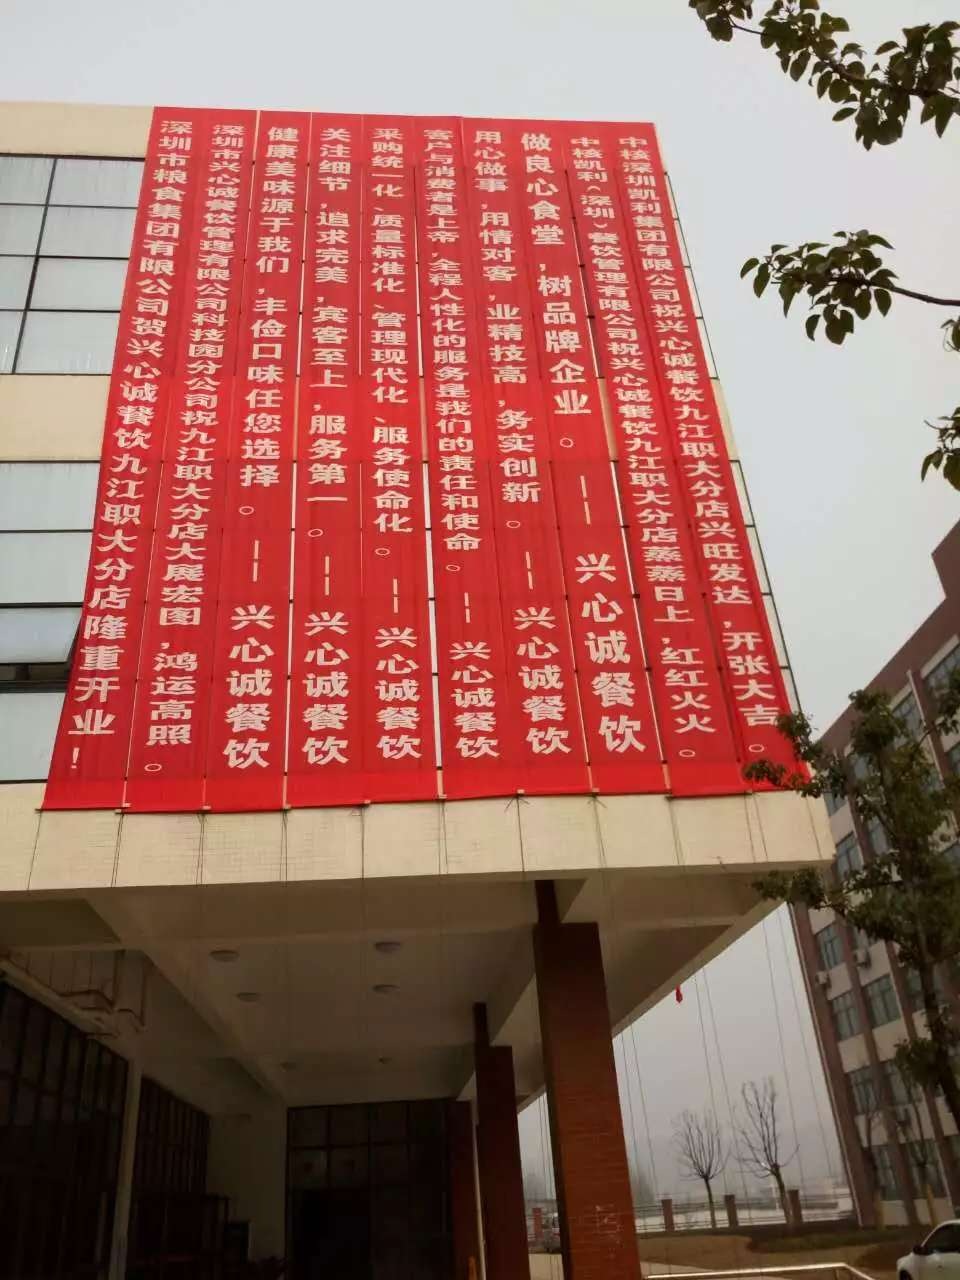 深圳市粮食集团有限公司贺兴心诚餐饮九江职大分店隆重开业！
深圳市兴心诚餐饮管理有限公司科技园分公司祝九江职大分店大展宏图，鸿运高照。
健康美味源于我们，丰俭口味任您选择。——兴心诚餐饮
关注细节，追求完美，宾客至上，服务第一。——兴心诚餐饮
采购统一化、质量标准化、管理现代化、服务使命化。——兴心诚餐饮
客户与消费者是上帝，全程人性化的服务是我们的责任和使命。——兴心诚餐饮
用心做事，用情对客，业精技高，务实创新。——兴心诚餐饮
做良心食堂，树品牌企业。——兴心诚餐饮
中核凯利（深圳）餐饮管理有限公司祝兴心诚餐饮九江职大分店蒸蒸日上，红红火火。
中核深圳凯利集团有限公司祝兴心诚餐饮九江职大分店兴旺发达，开张大吉。